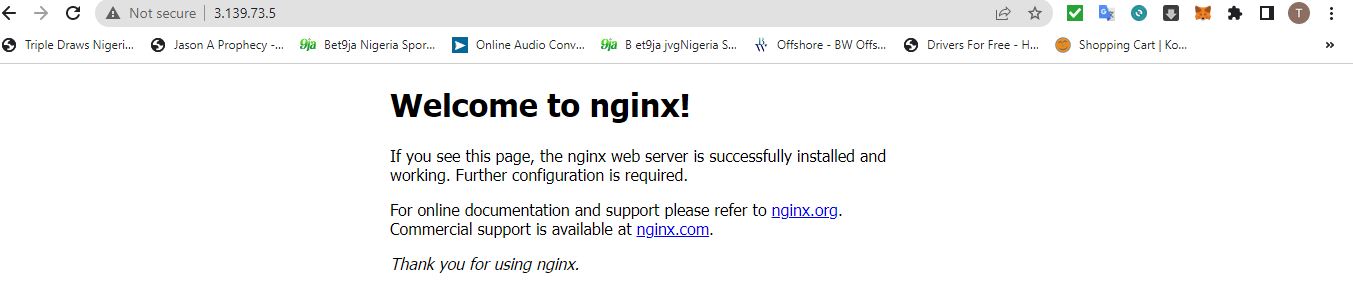 Not secure | 3.139.73.5 T
Triple Draws Nigeri... Jason A Prophecy -... 9ja Bet9ja Nigeria Spor... Online Audio Conv... 9ja B et9ja jvgNigeria S... Offshore - BW Offs... Drivers For Free - H... Shopping Cart | Ko... »
Welcome to nginx!
If you see this page, the nginx web server is successfully installed and
working. Further configuration is required.
For online documentation and support please refer to nginx.org.
Commercial support is available at nginx.com.
Thank you for using nginx.